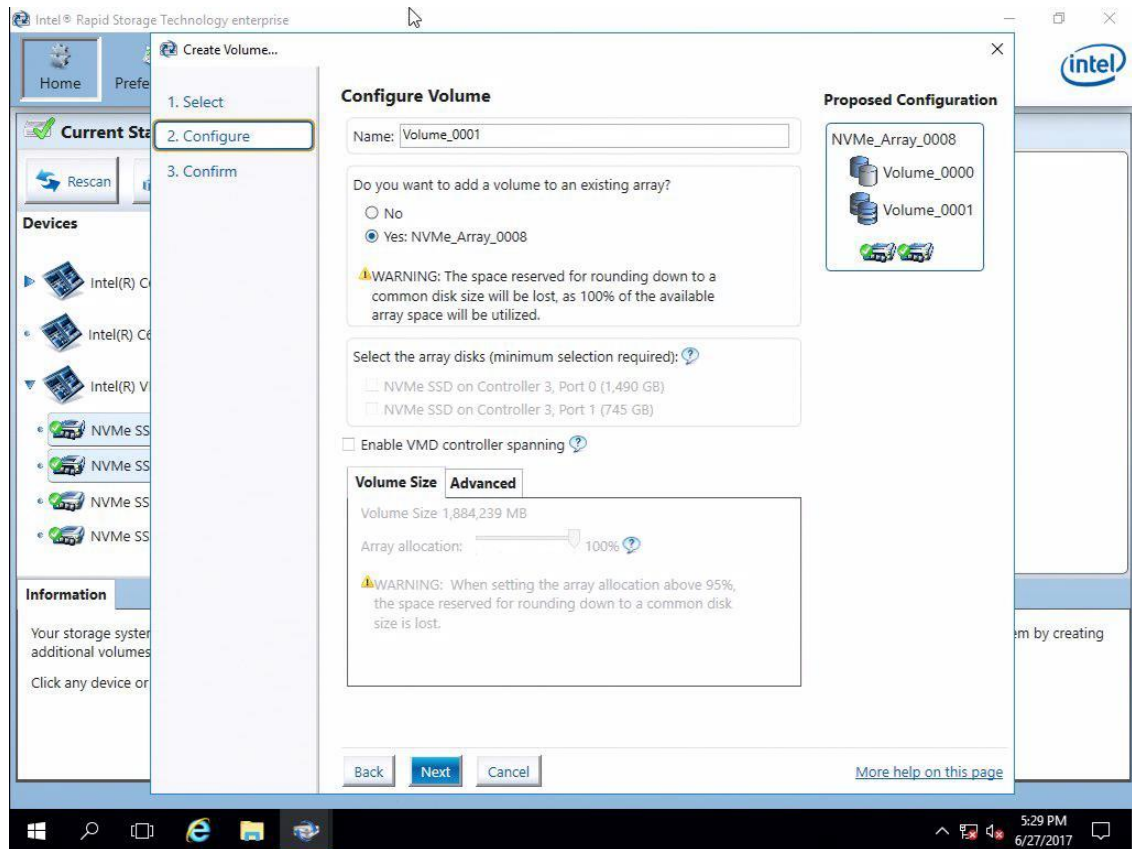 Intel® Rapid Storage Technology enterprise
Home
intel
Current
Rescan
Devices
Intel(R)
Intel(R)
Intel(R)
NVMe
NVMe
NVMe
NVMe
Information
Your storage
additional volumes
Click any device or
by creating
Create Volume...
1. Select
2. Configure
3. Confirm
Configure Volume
Name: Volume_0001
Do you want to add a volume to an existing array?
No
Yes: NVMe_Array_0008
WARNING: The space reserved for rounding down to a
common disk size will be lost, as 100% of the available
array space will be utilized.
Select the array disks (minimum selection required):
NVMe SSD on Controller 3, Port 0 (1,490 GB)
NVMe SSD on Controller 3, Port 1 (745 GB)
Enable VMD controller spanning
Volume Size Advanced
Volume Size 1,884,239 MB
Array allocation: 100%
WARNING: When setting the array allocation above 95%,
the space reserved for rounding down to a common disk
size is lost.
Proposed Configuration
NVMe_Array_0008
Volume_0000
Volume_0001
Back Next Cancel
More help on this page
5:29 PM
6/27/2017